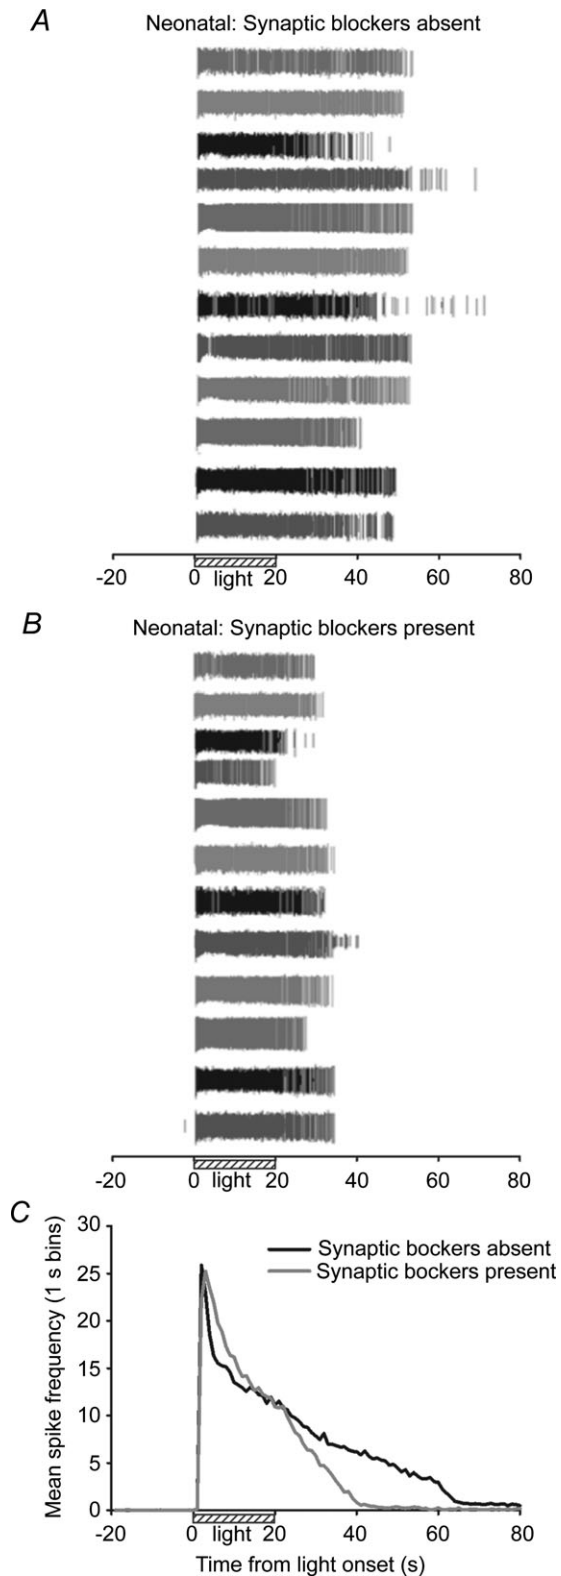 A
Neonatal: Synaptic blockers absent
-20 0 light 20 40 60 80
B
Neonatal: Synaptic blockers present
-20 0 light 20 40 60 80
C
Mean spike frequency (1 s bins)
30
25
20
15
10
5
0
Synaptic bockers absent
Synaptic bockers present
-20 0 light 20 40 60 80
Time from light onset (s)